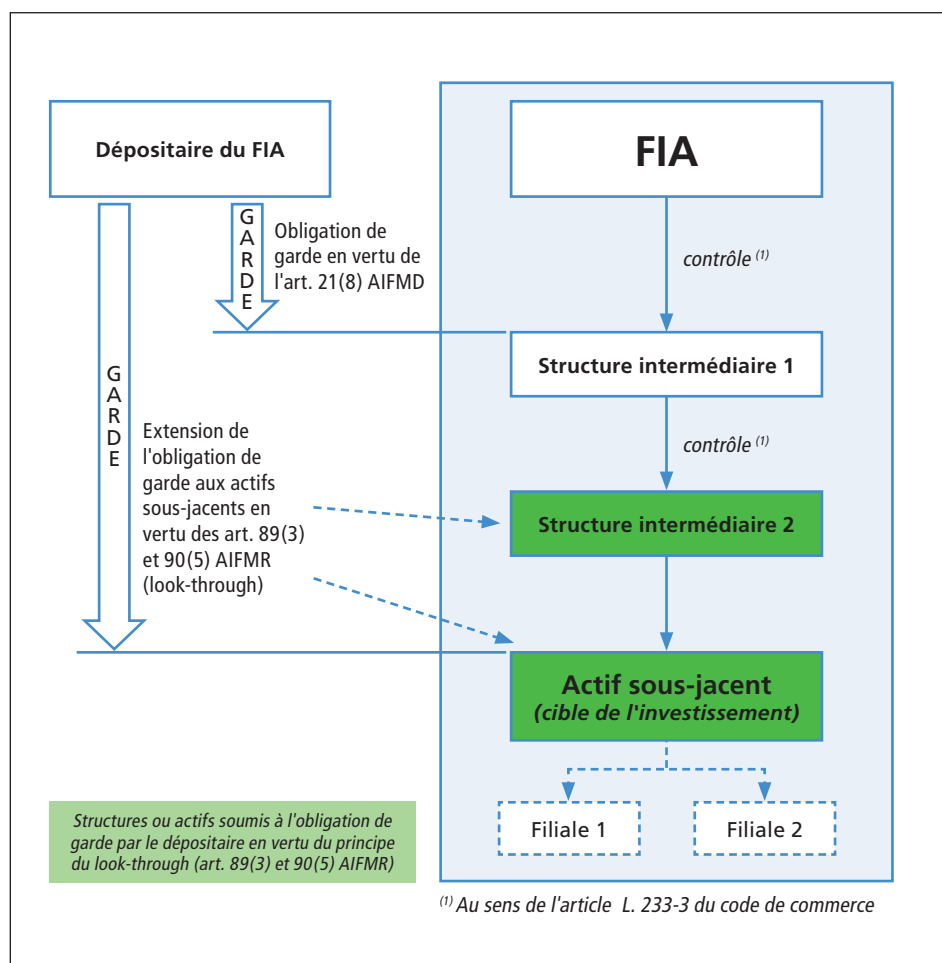 Dépositaire du FIA
FIA
G
A
R
D
E
Obligation de
garde en vertu de
l'art. 21(8) AIFMD
contrôle (1)
Structure intermédiaire 1
G
A
R
D
E
contrôle (1)
Extension de
l'obligation de
garde aux actifs
sous-jacents en
vertu des art. 89(3)
et 90(5) AIFMR
(look-through)
Structure intermédiaire 2
Actif sous-jacent
(cible de l'investissement)
Filiale 1
Filiale 2
Structures ou actifs soumis à l'obligation de
garde par le dépositaire en vertu du principe
du look-through (art. 89(3) et 90(5) AIFMR)
(1) Au sens de l'article L. 233-3 du code de commerce